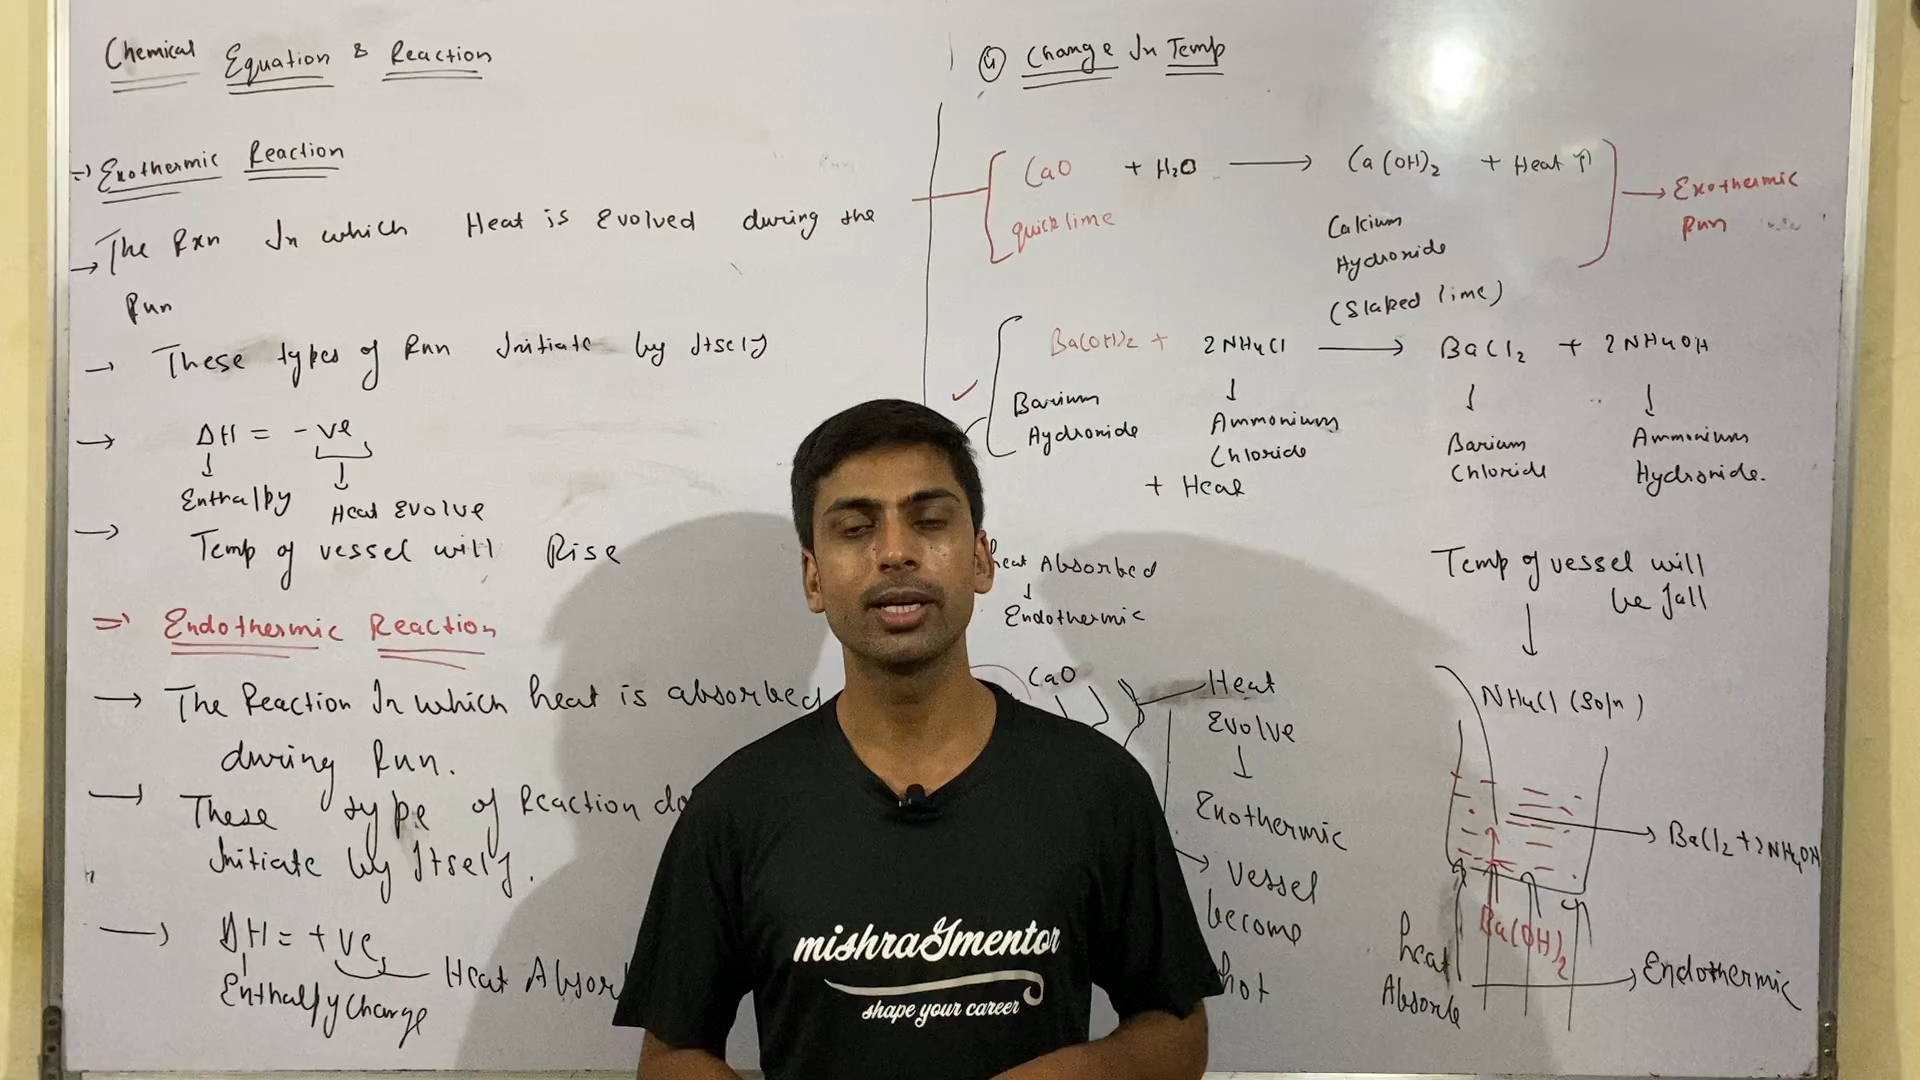 Chemical Equation & Reaction
=> Exothermic Reaction
→ The Rxn In which Heat is Evolved during the
Rxn
→ These types of Rxn Initiate by Itself
→ ΔH = -ve
Enthalpy
Heat Evolve
→ Temp of vessel will Rise
=> Endothermic Reaction
→ The Reaction In which heat is absorbed
during Rxn.
→ These type of Reaction do
Initiate by Itself.
→ ΔH = +ve
Heat Absor
Enthalpy Change
④ Change In Temp
CaO + H₂O → Ca(OH)₂ + Heat ↑
→ Exothermic
Rxn
quicklime
Calcium
Hydroxide
(Slaked lime)
Ba(OH)₂ + 2NH₄Cl → BaCl₂ + 2NH₄OH
Barium
Hydroxide
Ammonium
Chloride
Barium
Chloride
Ammonium
Hydroxide.
+ Heat
heat Absorbed
↓
Endothermic
CaO
Heat
Evolve
↓
Exothermic
→ Vessel
become
hot
Temp of vessel will
be fall
↓
NH₄Cl (Soln)
→ BaCl₂ + 2NH₄OH
Ba(OH)₂
heat
Absorbe
→ Endothermic
mishraJimentor
shape your career